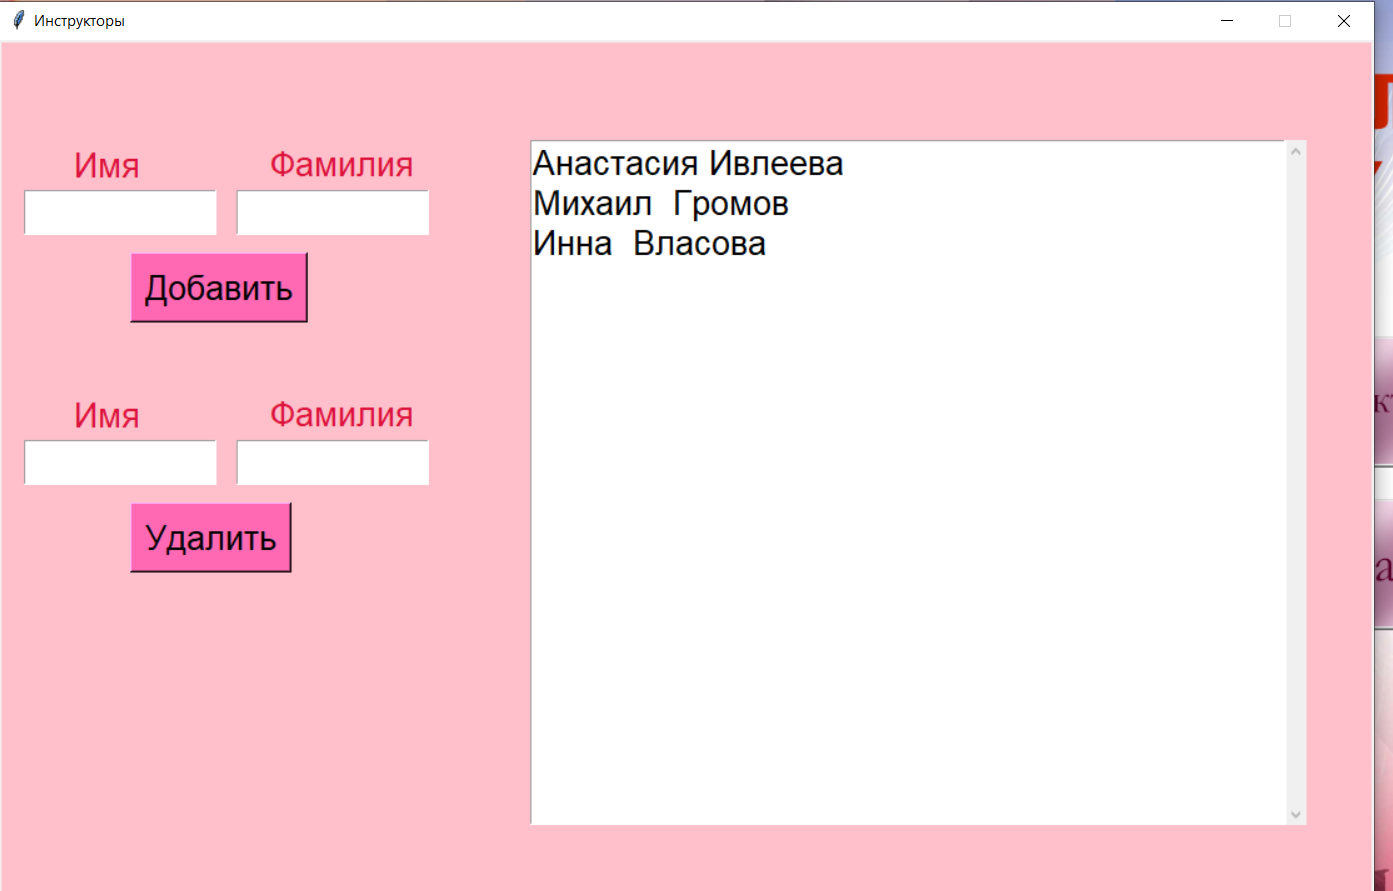 Инструкторы
Имя Фамилия
Добавить
Имя Фамилия
Удалить
Анастасия Ивлеева
Михаил  Громов
Инна  Власова